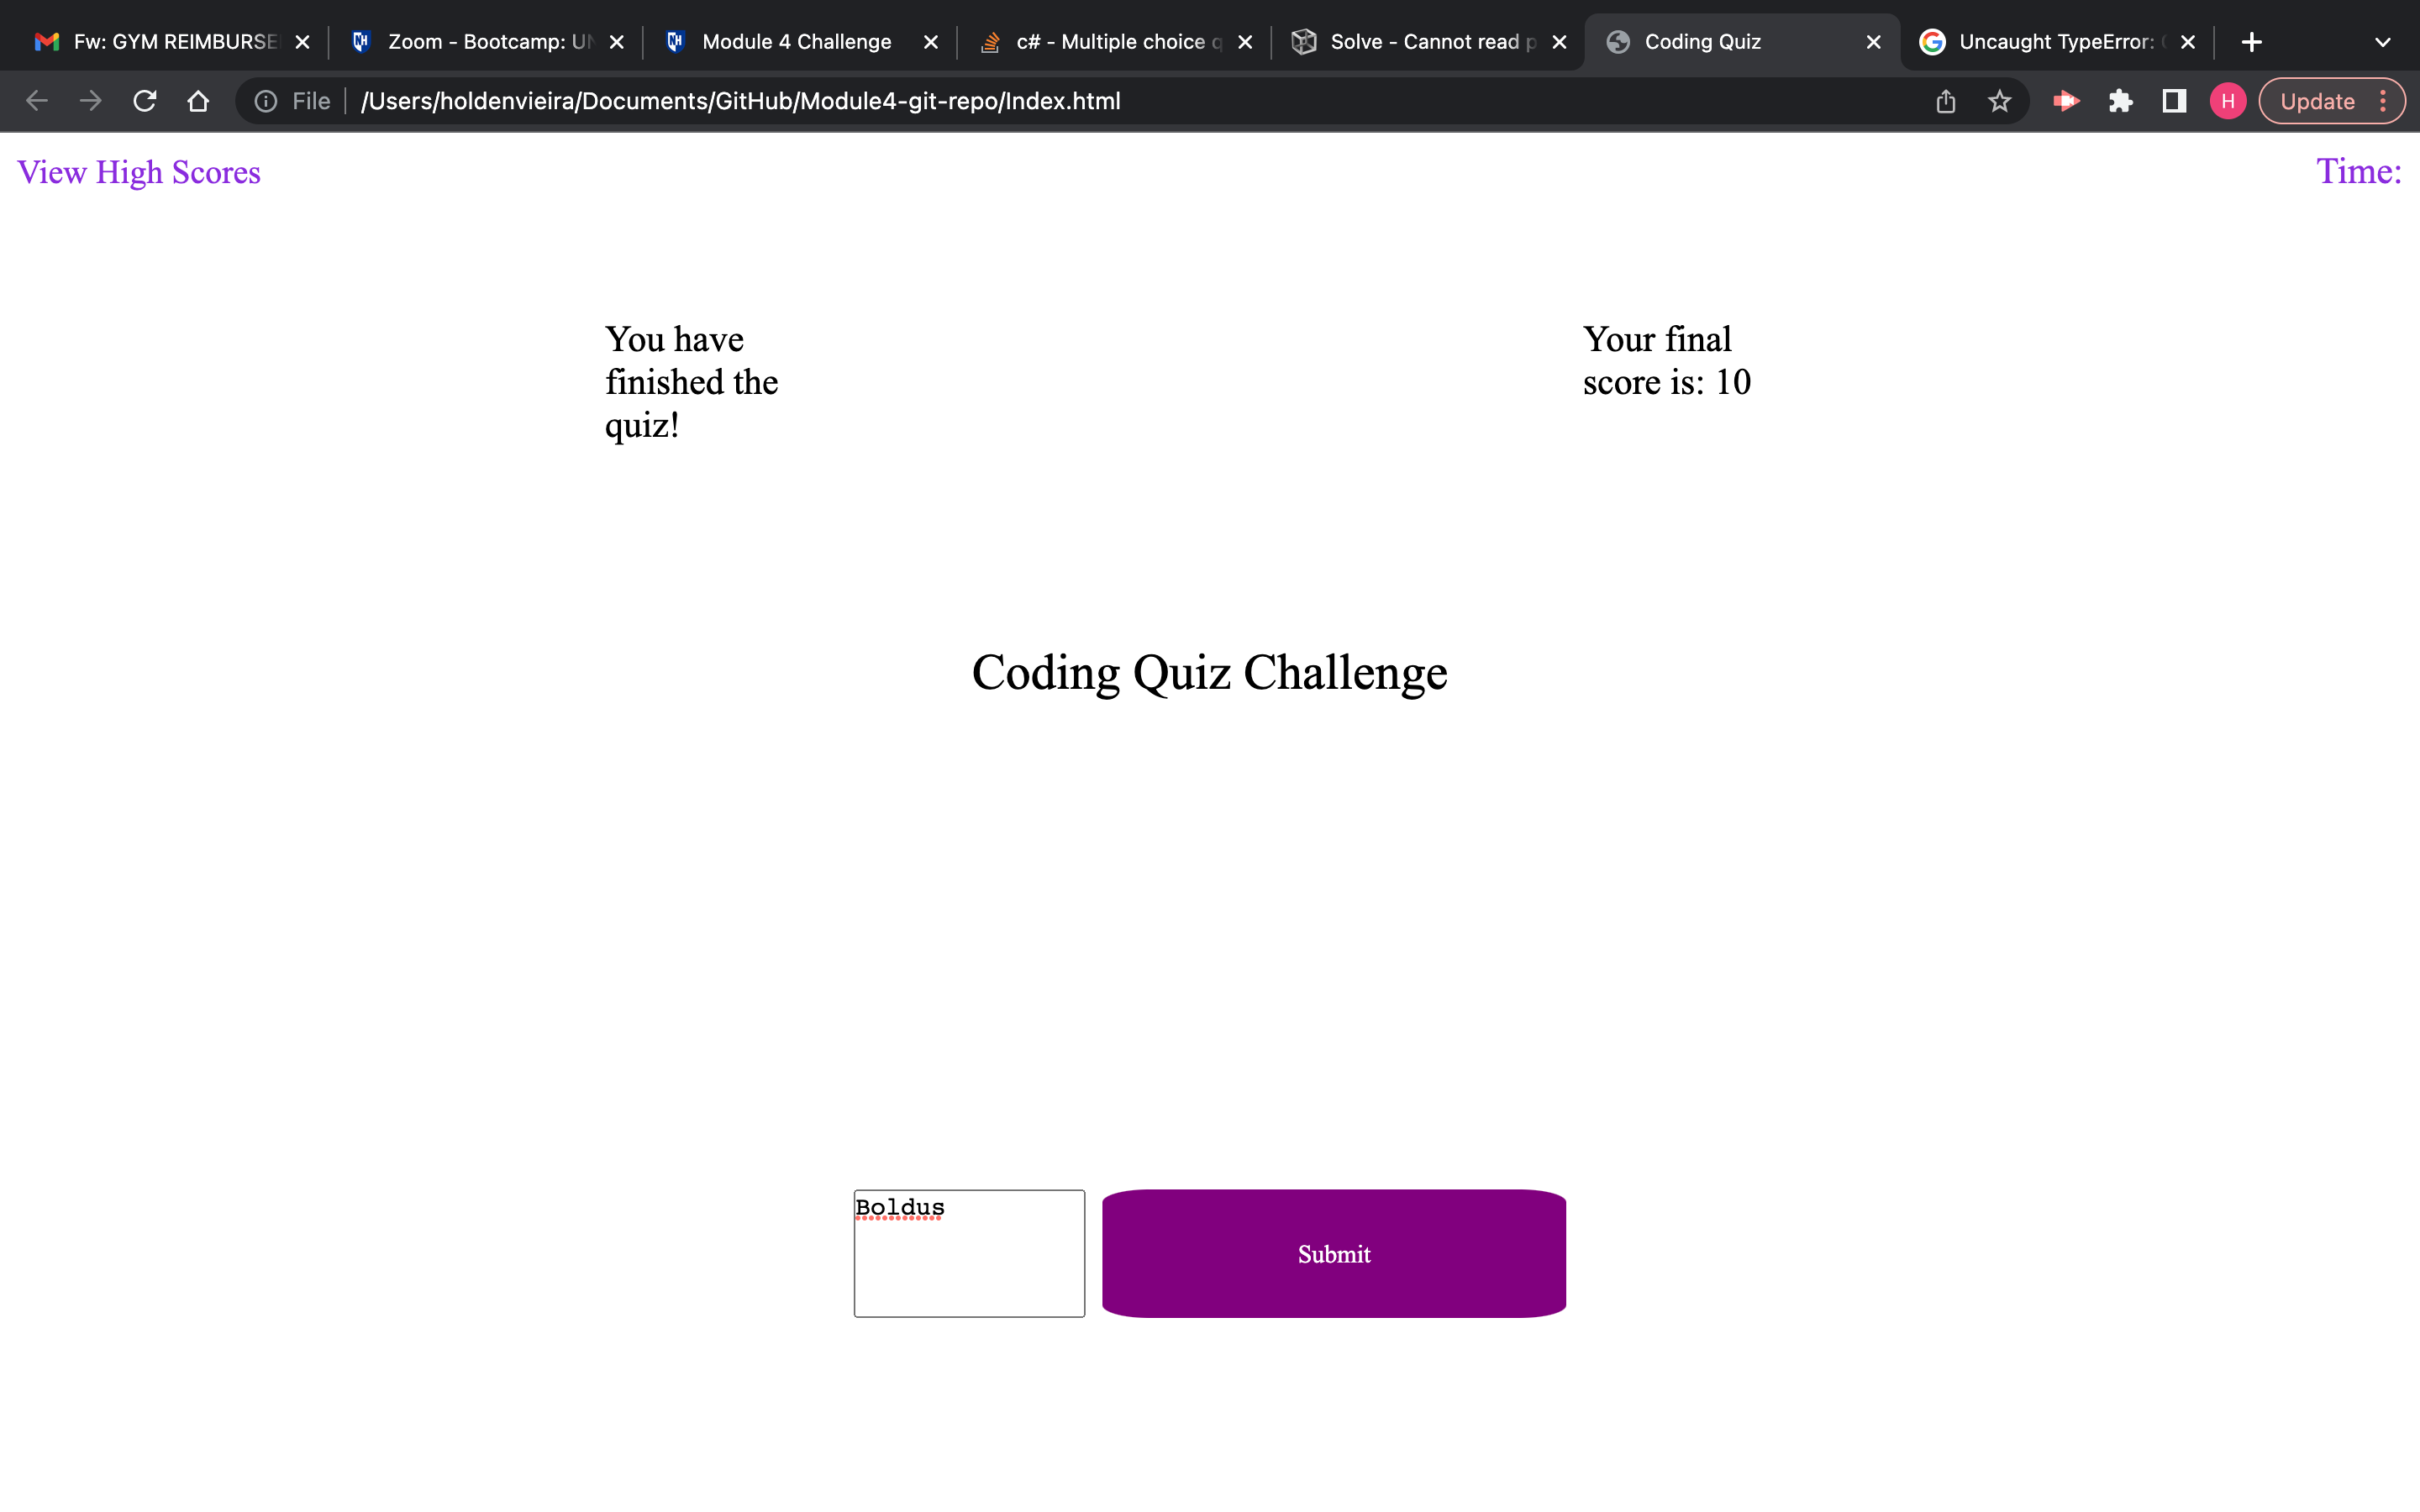 Fw: GYM REIMBURSE
Zoom - Bootcamp: UN
Module 4 Challenge
c# - Multiple choice q
Solve - Cannot read p
Coding Quiz
Uncaught TypeError:
File
/Users/holdenvieira/Documents/GitHub/Module4-git-repo/Index.html
H
Update
View High Scores
Time:
You have
finished the
quiz!
Your final
score is: 10
Coding Quiz Challenge
Boldus
Submit